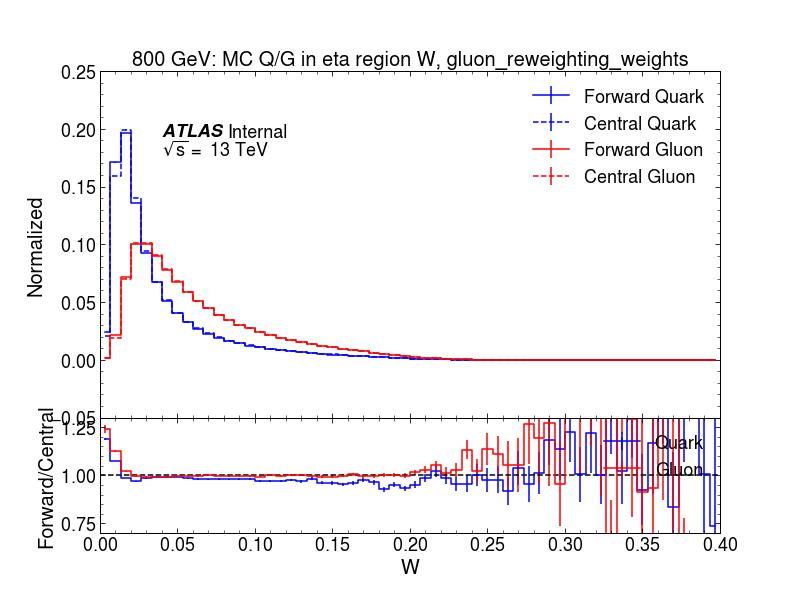 800 GeV: MC Q/G in eta region W, gluon_reweighting_weights
0.25
0.20
0.15
0.10
0.05
0.00
0.05
Normalized
ATLAS Internal
√s = 13 TeV
Forward Quark
Central Quark
Forward Gluon
Central Gluon
1.25
1.00
0.75
Forward/Central
Quark
Gluon
0.00 0.05 0.10 0.15 0.20 0.25 0.30 0.35 0.40
W